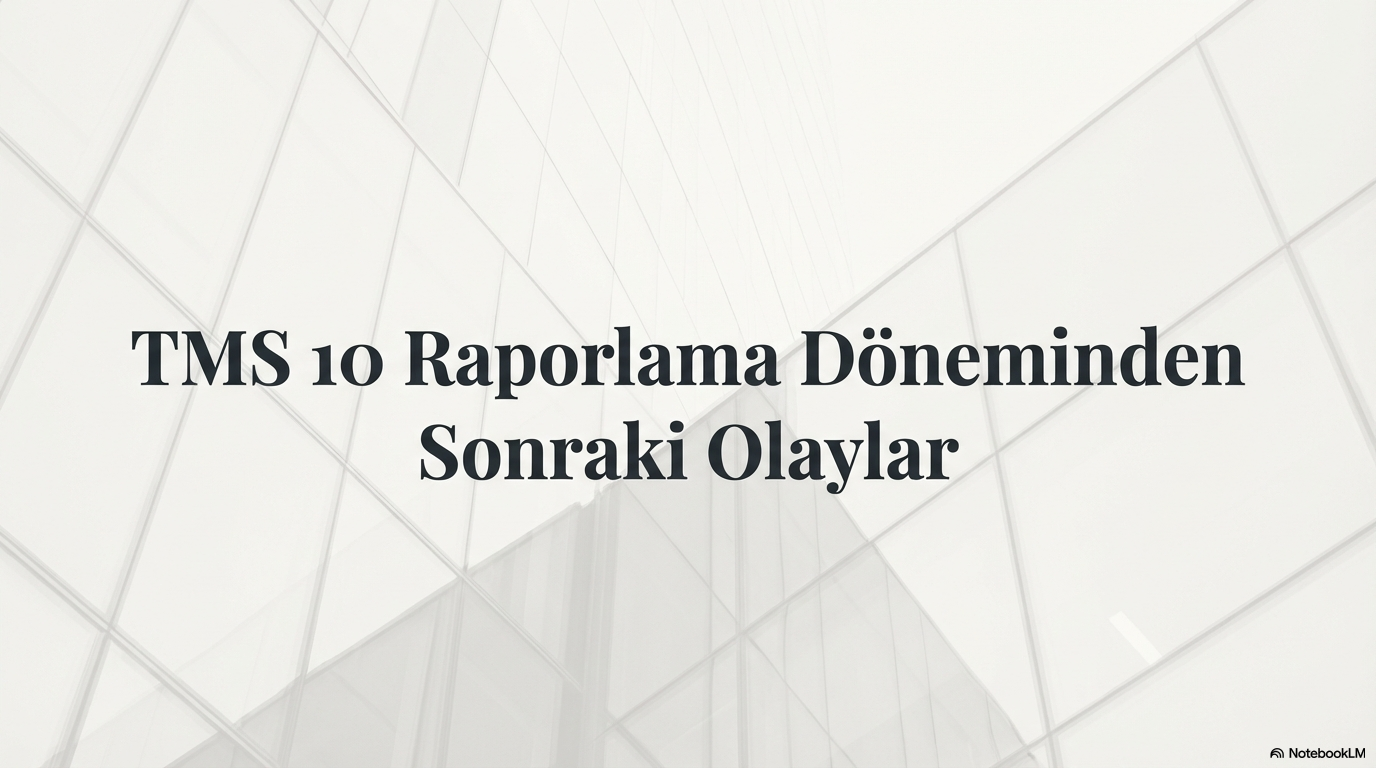 TMS 10 Raporlama Döneminden
Sonraki Olaylar
NotebookLM